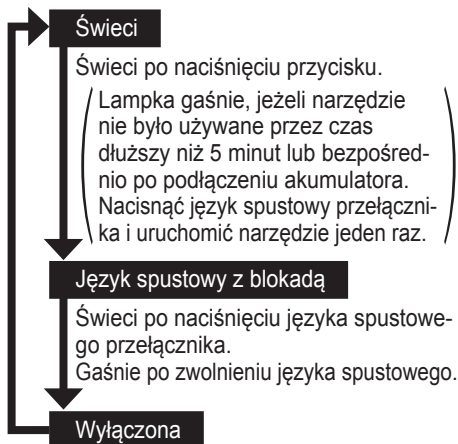 Świeci
Świeci po naciśnięciu przycisku.
Lampka gaśnie, jeżeli narzędzie
nie było używane przez czas
dłuższy niż 5 minut lub bezpośred-
nio po podłączeniu akumulatora.
Nacisnąć język spustowy przełączni-
ka i uruchomić narzędzie jeden raz.
Język spustowy z blokadą
Świeci po naciśnięciu języka spustowe-
go przełącznika.
Gaśnie po zwolnieniu języka spustowego.
Wyłączona